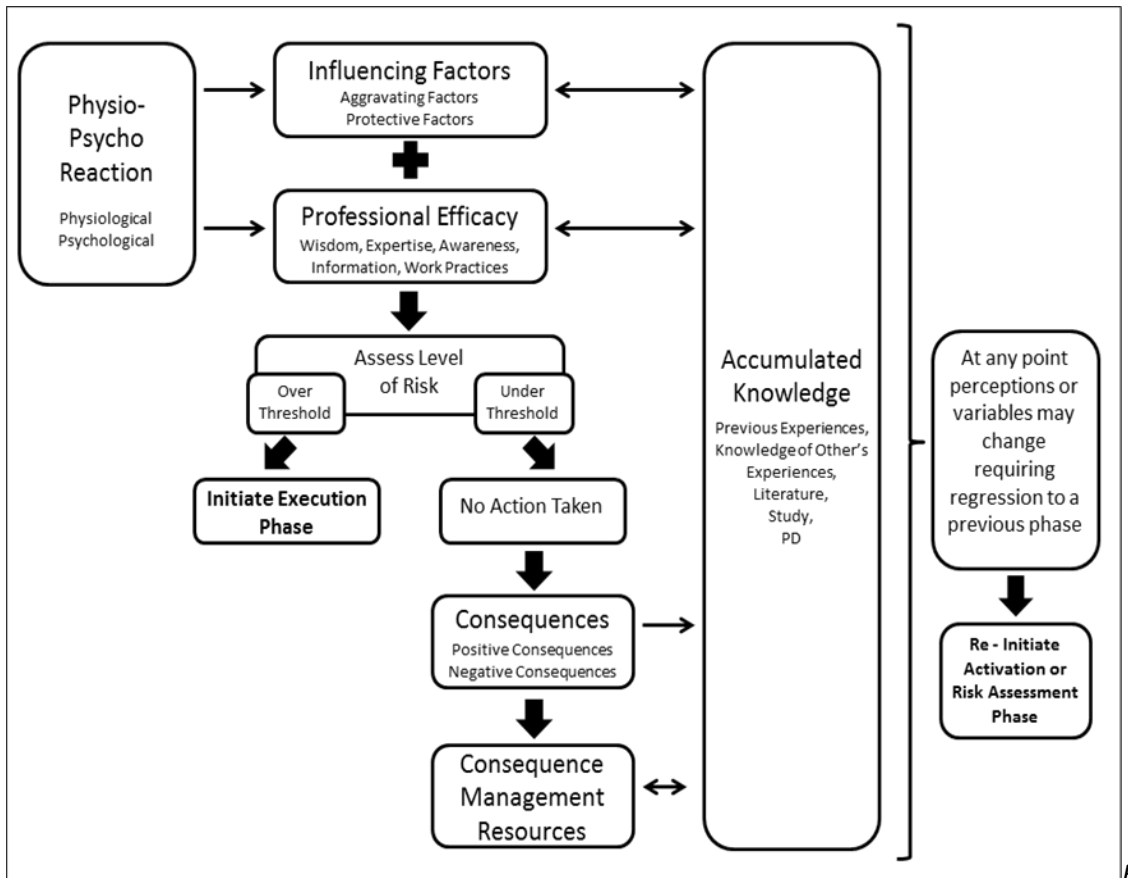 Physio-
Psycho
Reaction
Physiological
Psychological
Influencing Factors
Aggravating Factors
Protective Factors
Professional Efficacy
Wisdom, Expertise, Awareness,
Information, Work Practices
Assess Level
of Risk
Over
Threshold
Under
Threshold
Initiate Execution
Phase
No Action Taken
Consequences
Positive Consequences
Negative Consequences
Consequence
Management
Resources
Accumulated
Knowledge
Previous Experiences,
Knowledge of Other's
Experiences,
Literature,
Study,
PD
At any point
perceptions or
variables may
change
requiring
regression to a
previous phase
Re - Initiate
Activation or
Risk Assessment
Phase